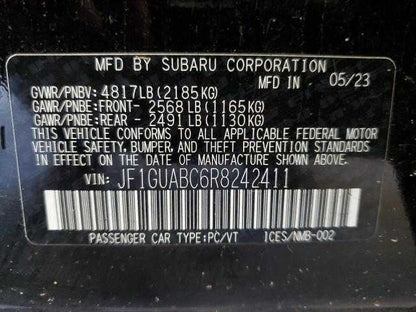 MFD BY SUBARU CORPORATION
MFD IN 05/23
GVWR/PNBV: 4817LB (2185KG)
GAWR/PNBE: FRONT- 2568LB (1165KG)
GAWR/PNBE: REAR - 2491LB (1130KG)
THIS VEHICLE CONFORMS TO ALL APPLICABLE FEDERAL MOTOR
VEHICLE SAFETY, BUMPER, AND THEFT PREVENTION STANDARDS
IN EFFECT ON THE DATE OF MANUFACTURE SHOWN ABOVE.
VIN: JF1GUABC6R8242411
PASSENGER CAR TYPE:PC/VT ICES/NMB-002